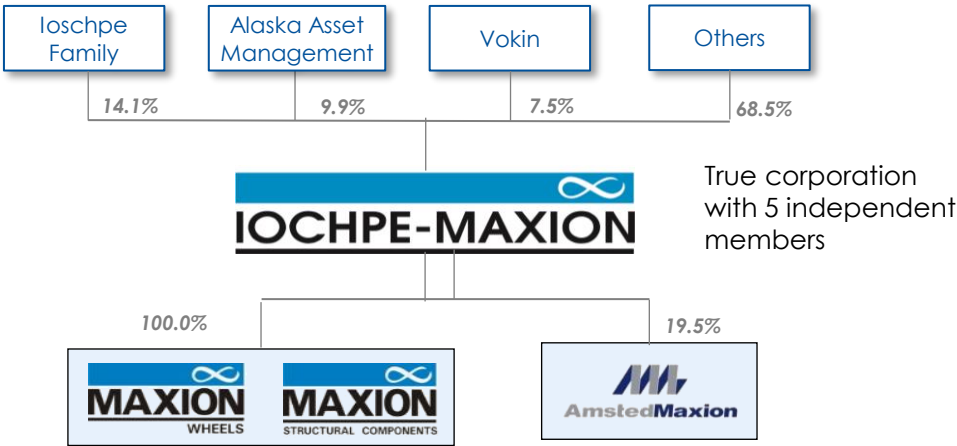 Ioschpe
Family
Alaska Asset
Management
Vokin
Others
14.1%
9.9%
7.5%
68.5%
IOCHPE-MAXION
True corporation
with 5 independent
members
100.0%
19.5%
MAXION
WHEELS
MAXION
STRUCTURAL COMPONENTS
AmstedMaxion